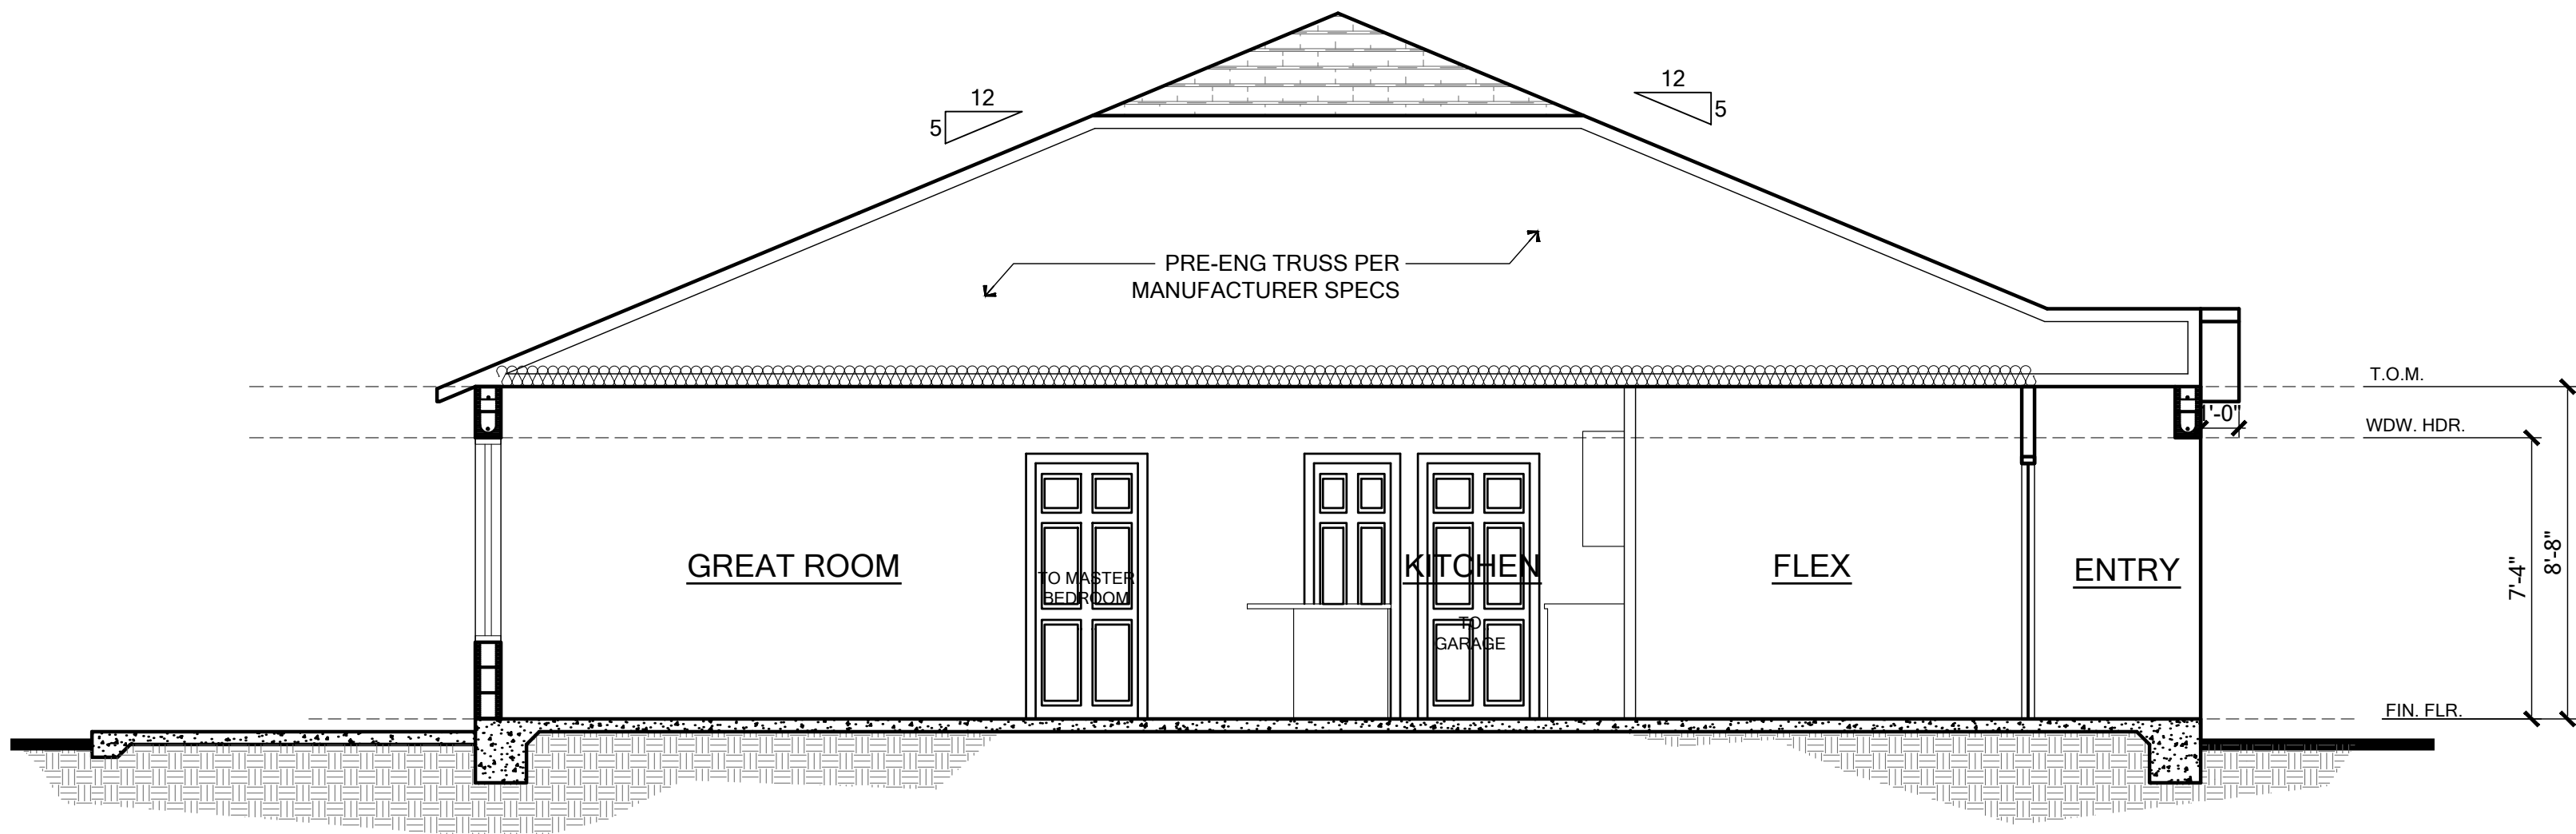 12
5
12
5
PRE-ENG TRUSS PER
MANUFACTURER SPECS
T.O.M.
1'-0"
WDW. HDR.
GREAT ROOM
TO MASTER
BEDROOM
KITCHEN
TO
GARAGE
FLEX
ENTRY
7'-4"
8'-8"
FIN. FLR.